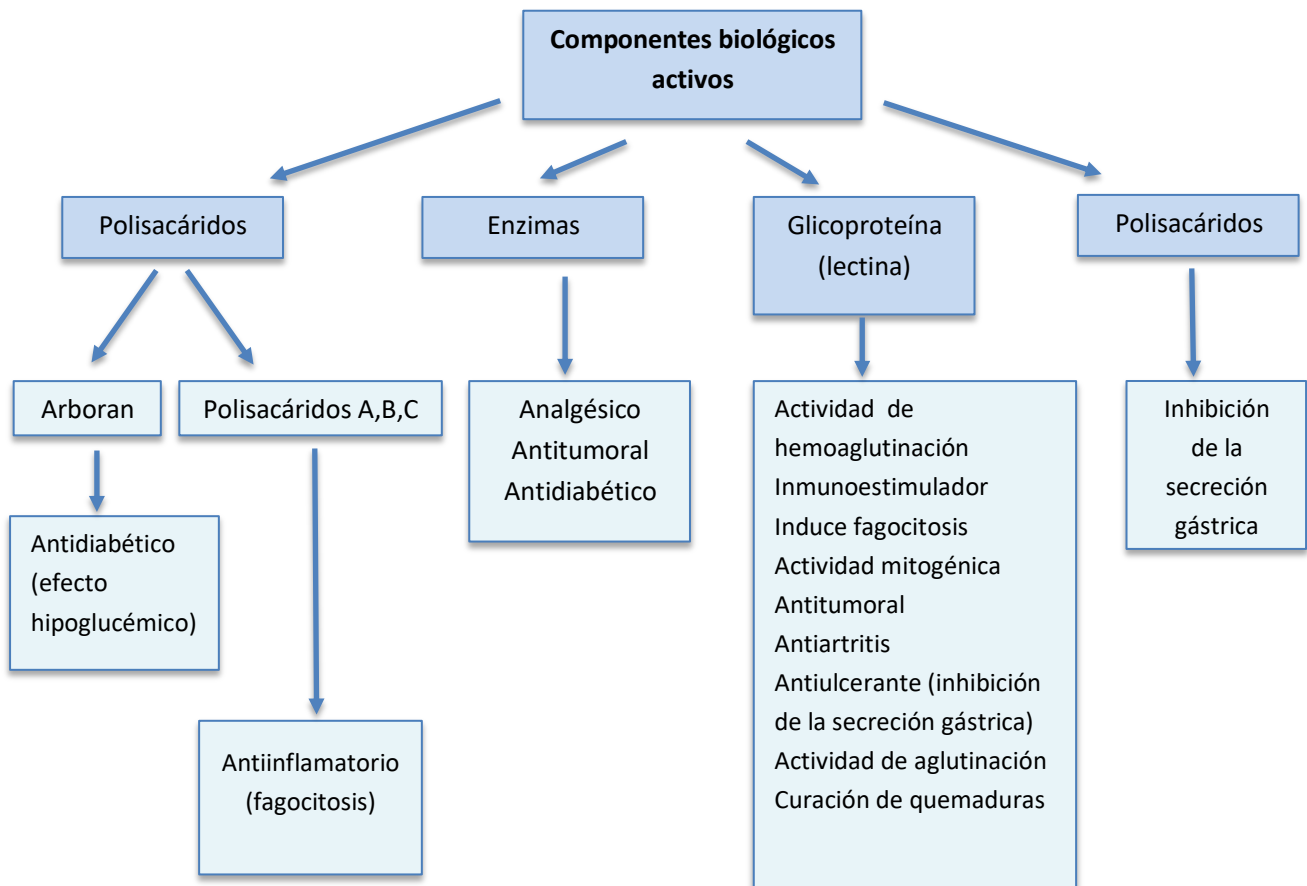 Componentes biológicos
activos
Polisacáridos
Enzimas
Glicoproteína
(lectina)
Polisacáridos
Arboran
Polisacáridos A,B,C
Analgésico
Antitumoral
Antidiabético
Actividad de
hemoaglutinación
Inmunoestimulador
Induce fagocitosis
Actividad mitogénica
Antitumoral
Antiartritis
Antiulcerante (inhibición
de la secreción gástrica)
Actividad de aglutinación
Curación de quemaduras
Inhibición
de la
secreción
gástrica
Antidiabético
(efecto
hipoglucémico)
Antiinflamatorio
(fagocitosis)